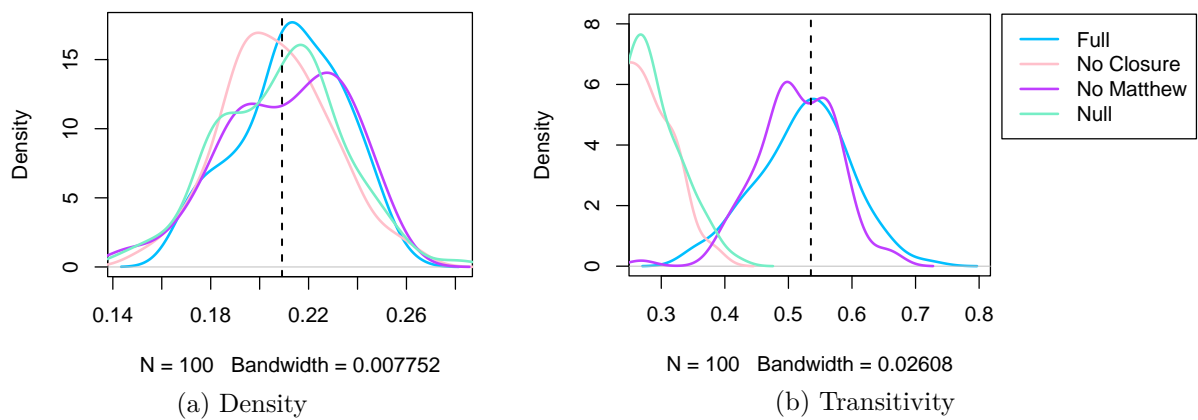 Density
0
5
10
15
0.14
0.18
0.22
0.26
N = 100 Bandwidth = 0.007752
(a) Density
Density
0
2
4
6
8
0.3
0.4
0.5
0.6
0.7
0.8
N = 100 Bandwidth = 0.02608
(b) Transitivity
Full
No Closure
No Matthew
Null